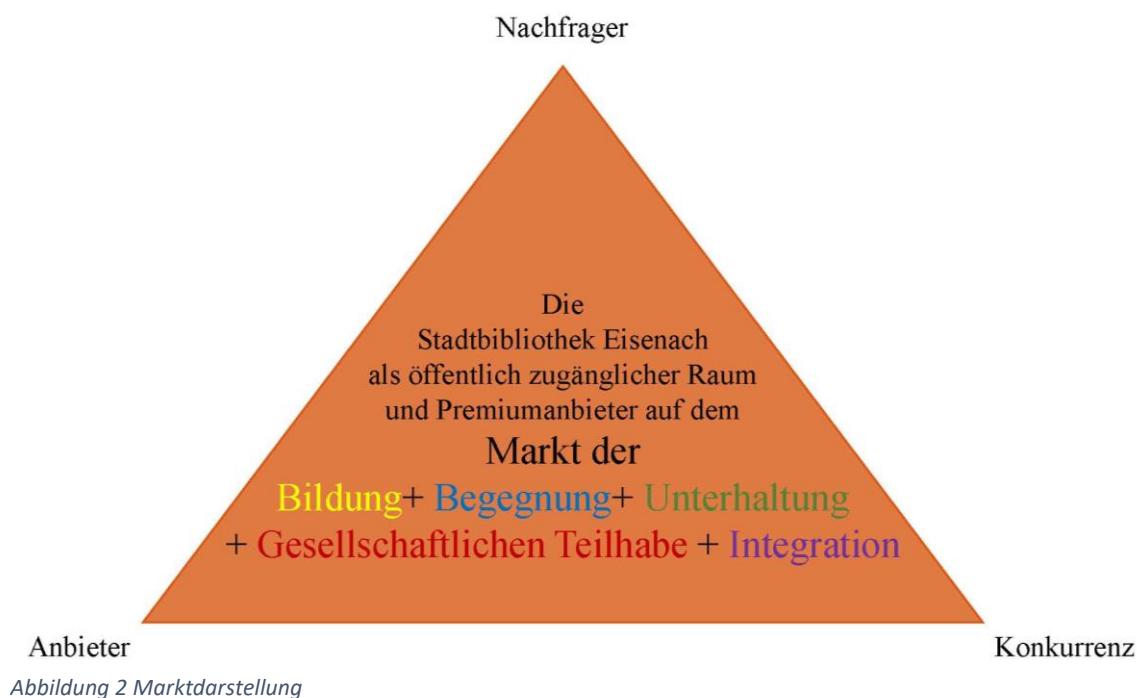 Nachfrager
Die
Stadtbibliothek Eisenach
als öffentlich zugänglicher Raum
und Premiumanbieter auf dem
Markt der
Bildung+ Begegnung+ Unterhaltung
+ Gesellschaftlichen Teilhabe + Integration
Anbieter
Konkurrenz
Abbildung 2 Marktdarstellung